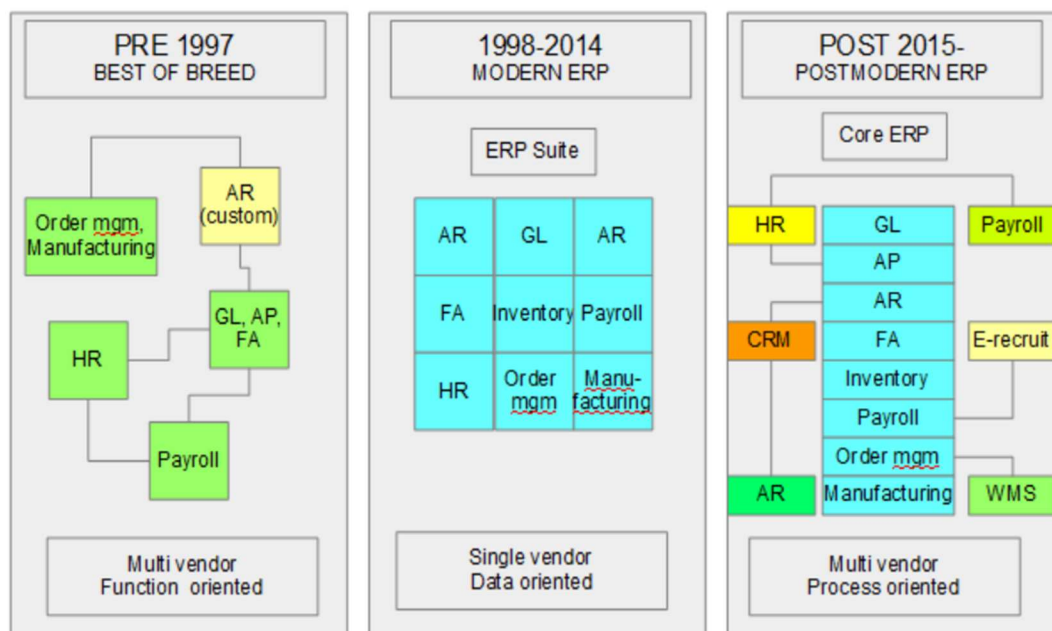 PRE 1997
BEST OF BREED
Order mgm,
Manufacturing
AR
(custom)
GL, AP,
FA
HR
Payroll
Multi vendor
Function oriented
1998-2014
MODERN ERP
ERP Suite
AR GL AR
FA Inventory Payroll
HR Order
mgm Manu-
facturing
Single vendor
Data oriented
POST 2015-
POSTMODERN ERP
Core ERP
HR GL Payroll
AP
AR
CRM FA E-recruit
Inventory
Payroll
Order mgm
AR Manufacturing WMS
Multi vendor
Process oriented